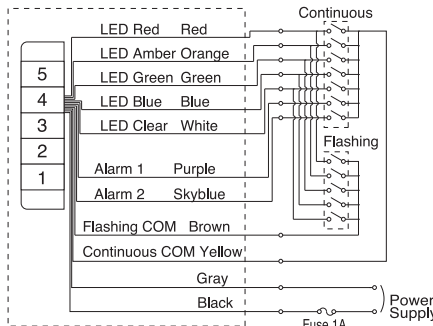 Continuous
LED Red Red
LED Amber Orange
LED Green Green
LED Blue Blue
LED Clear White
5
4
3
2
1
Flashing
Alarm 1 Purple
Alarm 2 Skyblue
Flashing COM Brown
Continuous COM Yellow
Gray
Black
Power
Supply
Fuse 1A